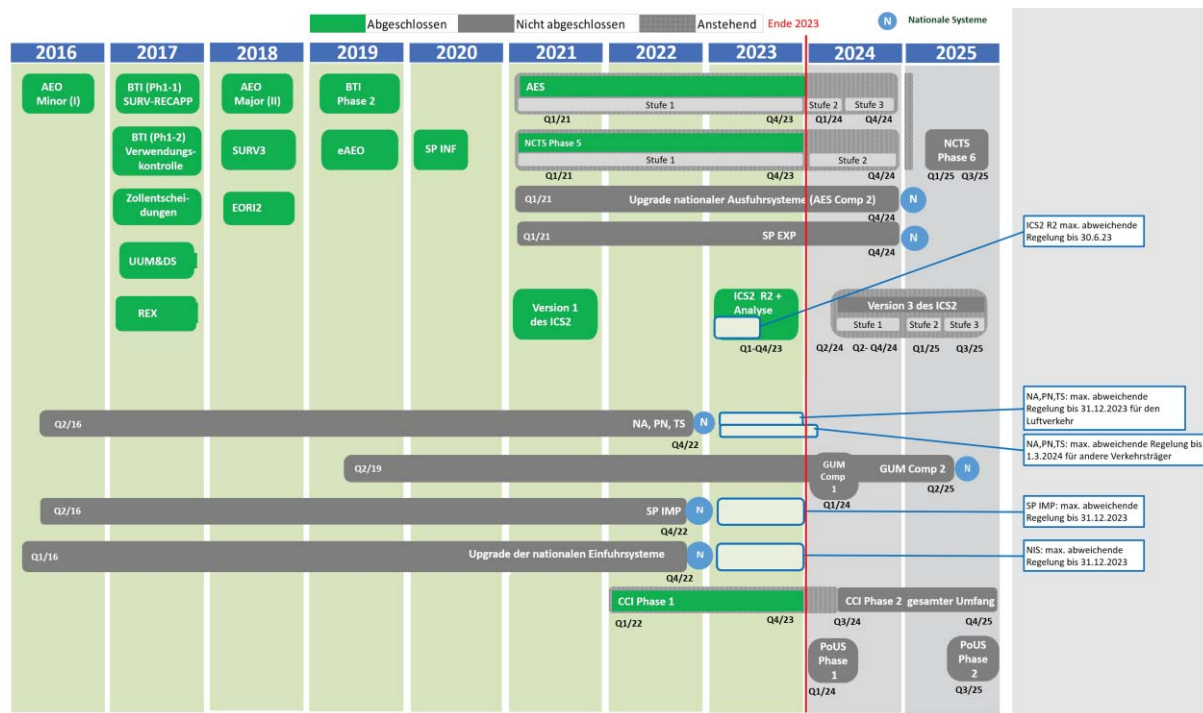 Abgeschlossen
Nicht abgeschlossen
Anstehend
Ende 2023
N
Nationale Systeme
2016
2017
2018
2019
2020
2021
2022
2023
2024
2025
AEO
Minor (I)
BTI (Ph1-1)
SURV-RECAPP
AEO
Major (II)
BTI
Phase 2
AES
Stufe 1
Stufe 2
Stufe 3
Q1/21
Q4/23
Q1/24
Q4/24
BTI (Ph1-2)
Verwendungs-
kontrolle
SURV3
eAEO
SP INF
NCTS Phase 5
Stufe 1
Stufe 2
Q1/21
Q4/23
Q4/24
NCTS
Phase 6
Q1/25
Q3/25
Zollentschei-
dungen
EORI2
Q1/21
Upgrade nationaler Ausfuhrsysteme (AES Comp 2)
Q4/24
N
UUM&DS
Q1/21
SP EXP
Q4/24
N
ICS2 R2 max. abweichende
Regelung bis 30.6.23
REX
Version 1
des ICS2
ICS2 R2 +
Analyse
Q1-Q4/23
Version 3 des ICS2
Stufe 1
Stufe 2
Stufe 3
Q2/24
Q2- Q4/24
Q1/25
Q3/25
Q2/16
NA, PN, TS
Q4/22
N
NA,PN,TS: max. abweichende
Regelung bis 31.12.2023 für den
Luftverkehr
NA,PN,TS: max. abweichende Regelung bis
1.3.2024 für andere Verkehrsträger
Q2/19
GUM
Comp
1
Q1/24
GUM Comp 2
Q2/25
N
Q2/16
SP IMP
Q4/22
N
SP IMP: max. abweichende
Regelung bis 31.12.2023
Q1/16
Upgrade der nationalen Einfuhrsysteme
Q4/22
N
NIS: max. abweichende
Regelung bis 31.12.2023
CCI Phase 1
Q1/22
Q4/23
CCI Phase 2 gesamter Umfang
Q3/24
Q4/25
PoUS
Phase
1
Q1/24
PoUS
Phase
2
Q3/25